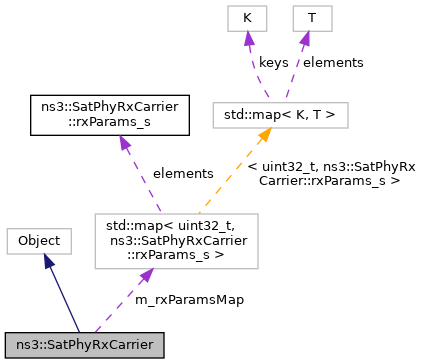 K
T
keys
elements
ns3::SatPhyRxCarrier
::rxParams_s
std::map< K, T >
elements
< uint32_t, ns3::SatPhyRx
Carrier::rxParams_s >
std::map< uint32_t,
ns3::SatPhyRxCarrier
::rxParams_s >
Object
m_rxParamsMap
ns3::SatPhyRxCarrier